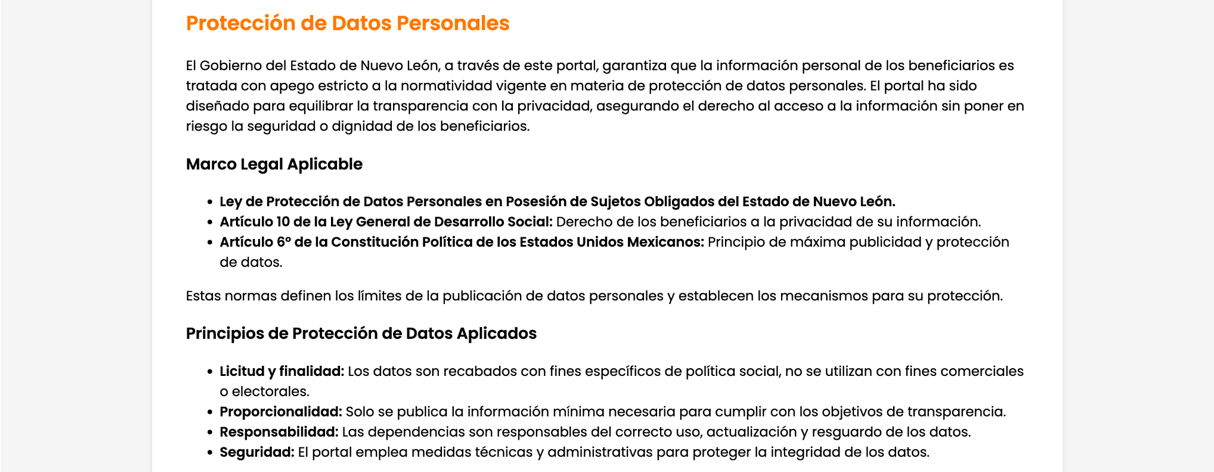 Protección de Datos Personales
El Gobierno del Estado de Nuevo León, a través de este portal, garantiza que la información personal de los beneficiarios es
tratada con apego estricto a la normatividad vigente en materia de protección de datos personales. El portal ha sido
diseñado para equilibrar la transparencia con la privacidad, asegurando el derecho al acceso a la información sin poner en
riesgo la seguridad o dignidad de los beneficiarios.
Marco Legal Aplicable
• Ley de Protección de Datos Personales en Posesión de Sujetos Obligados del Estado de Nuevo León.
• Artículo 10 de la Ley General de Desarrollo Social: Derecho de los beneficiarios a la privacidad de su información.
• Artículo 6º de la Constitución Política de los Estados Unidos Mexicanos: Principio de máxima publicidad y protección
de datos.
Estas normas definen los límites de la publicación de datos personales y establecen los mecanismos para su protección.
Principios de Protección de Datos Aplicados
• Licitud y finalidad: Los datos son recabados con fines específicos de política social, no se utilizan con fines comerciales
o electorales.
• Proporcionalidad: Solo se publica la información mínima necesaria para cumplir con los objetivos de transparencia.
• Responsabilidad: Las dependencias son responsables del correcto uso, actualización y resguardo de los datos.
• Seguridad: El portal emplea medidas técnicas y administrativas para proteger la integridad de los datos.